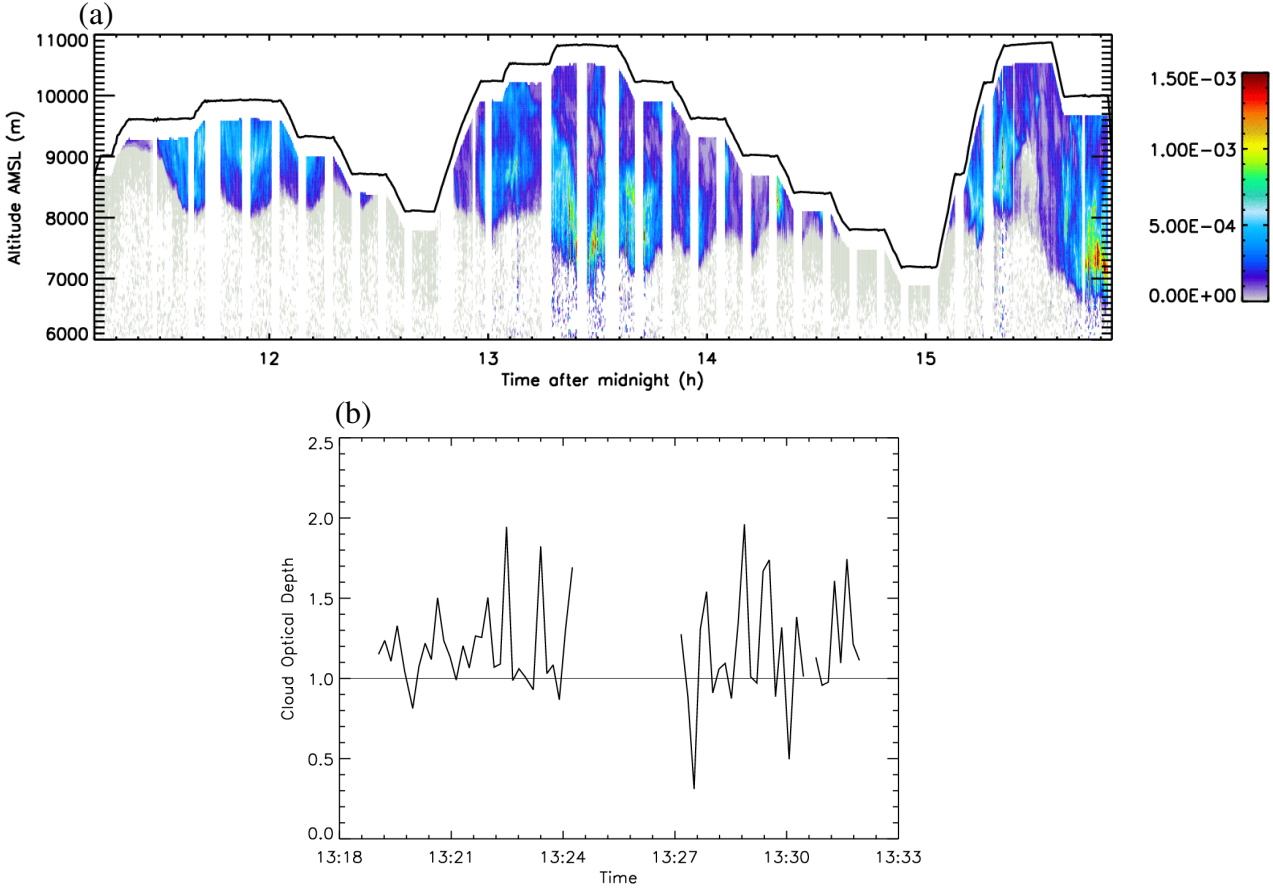 (a)
11000
10000
9000
8000
7000
6000
Altitude AMSL (m)
12 13 14 15
Time after midnight (h)
1.50E-03
1.00E-03
5.00E-04
0.00E+00
(b)
2.5
2.0
1.5
1.0
0.5
0.0
Cloud Optical Depth
13:18 13:21 13:24 13:27 13:30 13:33
Time